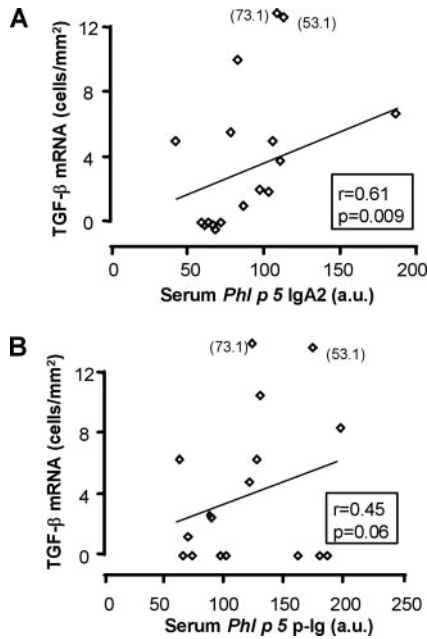 A
(73.1)
(53.1)
TGF-β mRNA (cells/mm²)
12
8
4
0
r=0.61
p=0.009
0 50 100 150 200
Serum Phl p 5 IgA2 (a.u.)
B
(73.1)
(53.1)
TGF-β mRNA (cells/mm²)
12
8
4
0
r=0.45
p=0.06
50 50 100 150 200 250
Serum Phl p 5 p-Ig (a.u.)